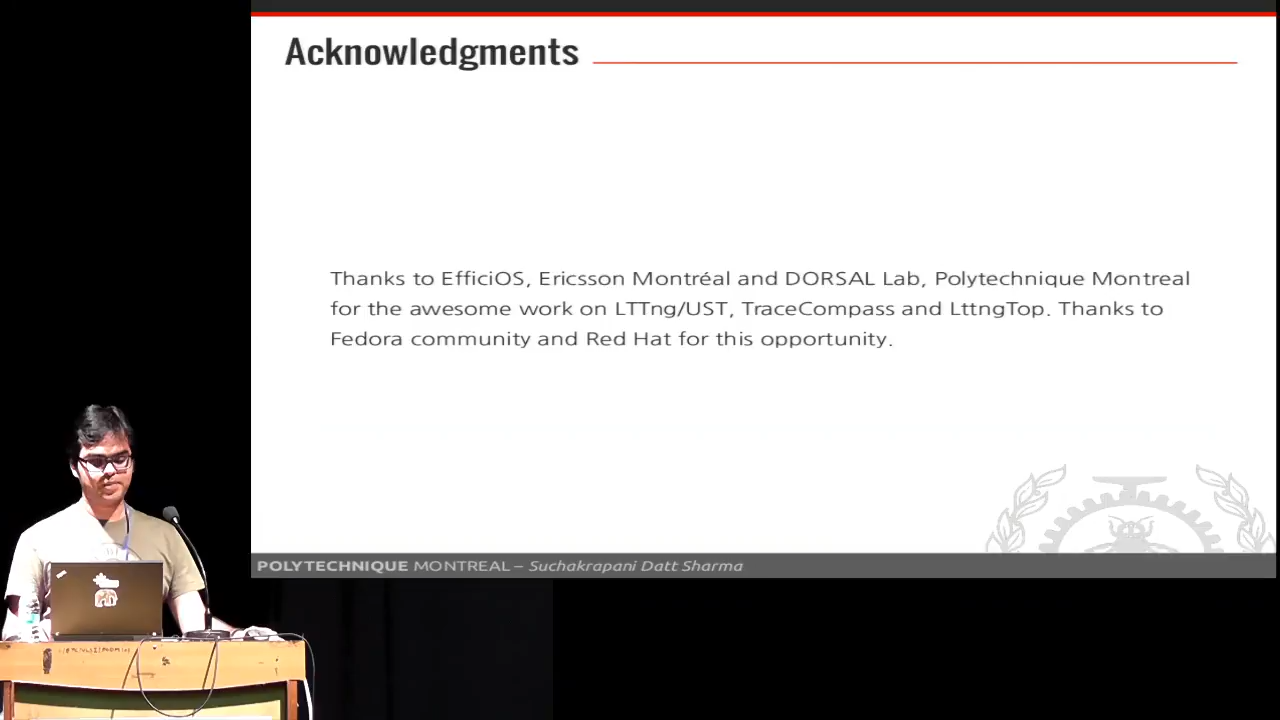 Acknowledgments
Thanks to EfficiOS, Ericsson Montréal and DORSAL Lab, Polytechnique Montreal
for the awesome work on LTTng/UST, TraceCompass and LttngTop. Thanks to
Fedora community and Red Hat for this opportunity.
POLYTECHNIQUE MONTREAL – Suchakrapani Datt Sharma